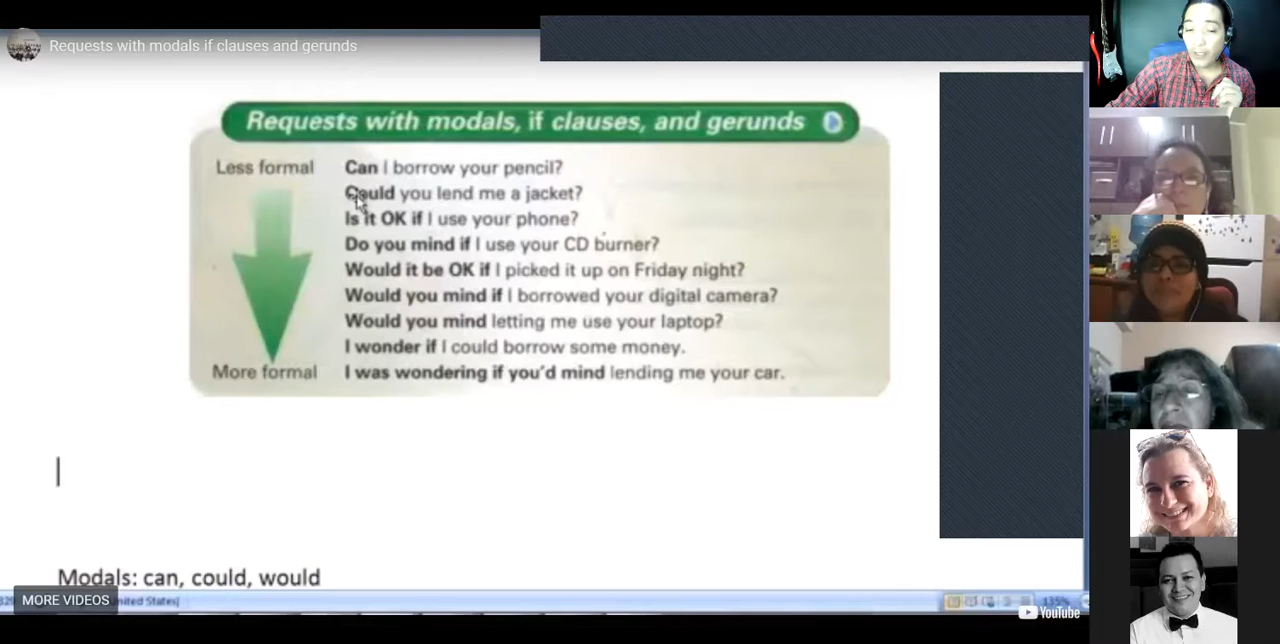 Requests with modals if clauses and gerunds
Requests with modals, if clauses, and gerunds
Less formal
Can I borrow your pencil?
Could you lend me a jacket?
Is it OK if I use your phone?
Do you mind if I use your CD burner?
Would it be OK if I picked it up on Friday night?
Would you mind if I borrowed your digital camera?
Would you mind letting me use your laptop?
I wonder if I could borrow some money.
More formal
I was wondering if you'd mind lending me your car.
Modals: can, could, would
MORE VIDEOS
United States)
135%
YouTube